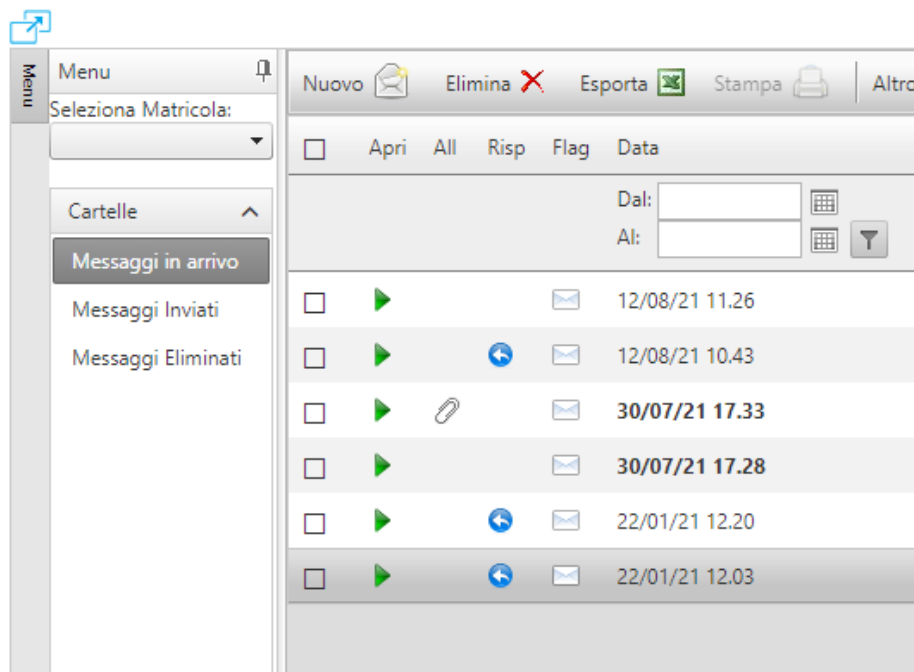 Menu
Menu
Seleziona Matricola:
Cartelle
Messaggi in arrivo
Messaggi Inviati
Messaggi Eliminati
Nuovo Elimina Esporta Stampa Altro
Apri All Risp Flag Data
Dal:
Al:
12/08/21 11.26
12/08/21 10.43
30/07/21 17.33
30/07/21 17.28
22/01/21 12.20
22/01/21 12.03